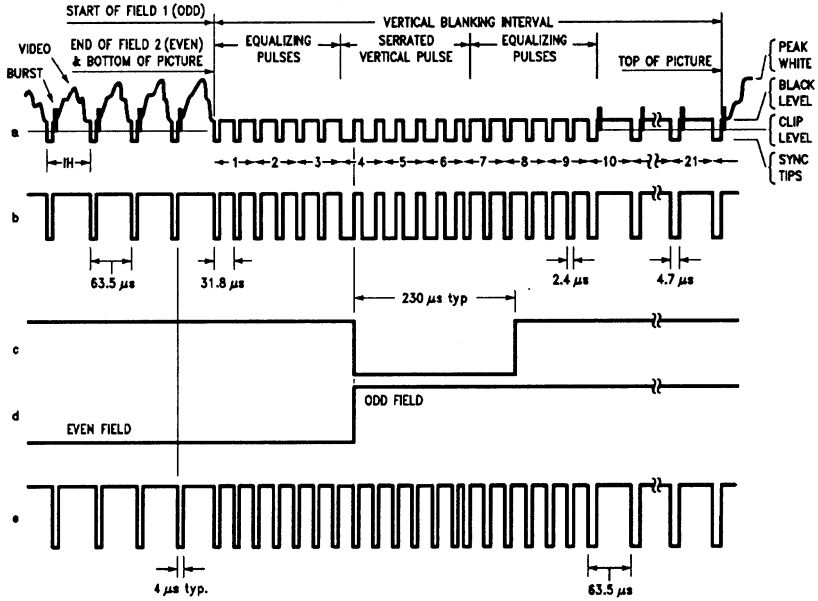 START OF FIELD 1 (ODD)
VERTICAL BLANKING INTERVAL
END OF FIELD 2 (EVEN)
& BOTTOM OF PICTURE
EQUALIZING
PULSES
SERRATED
VERTICAL PULSE
EQUALIZING
PULSES
TOP OF PICTURE
VIDEO
BURST
PEAK
WHITE
BLACK
LEVEL
CLIP
LEVEL
SYNC
TIPS
a
1H 1 2 3 4 5 6 7 8 9 10 21
b
63.5 µs 31.8 µs 2.4 µs 4.7 µs
230 µs typ
c
d
ODD FIELD
EVEN FIELD
e
4 µs typ. 63.5 µs